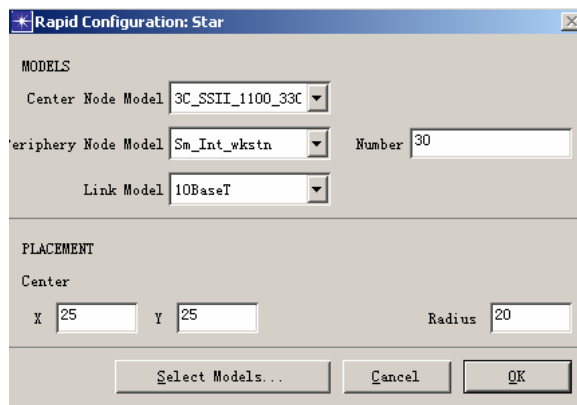 Rapid Configuration: Star
MODELS
Center Node Model 3C_SSII_1100_330
eriphery Node Model Sm_Int_wkstn Number 30
Link Model 10BaseT
PLACEMENT
Center
X 25 Y 25 Radius 20
Select Models... Cancel OK